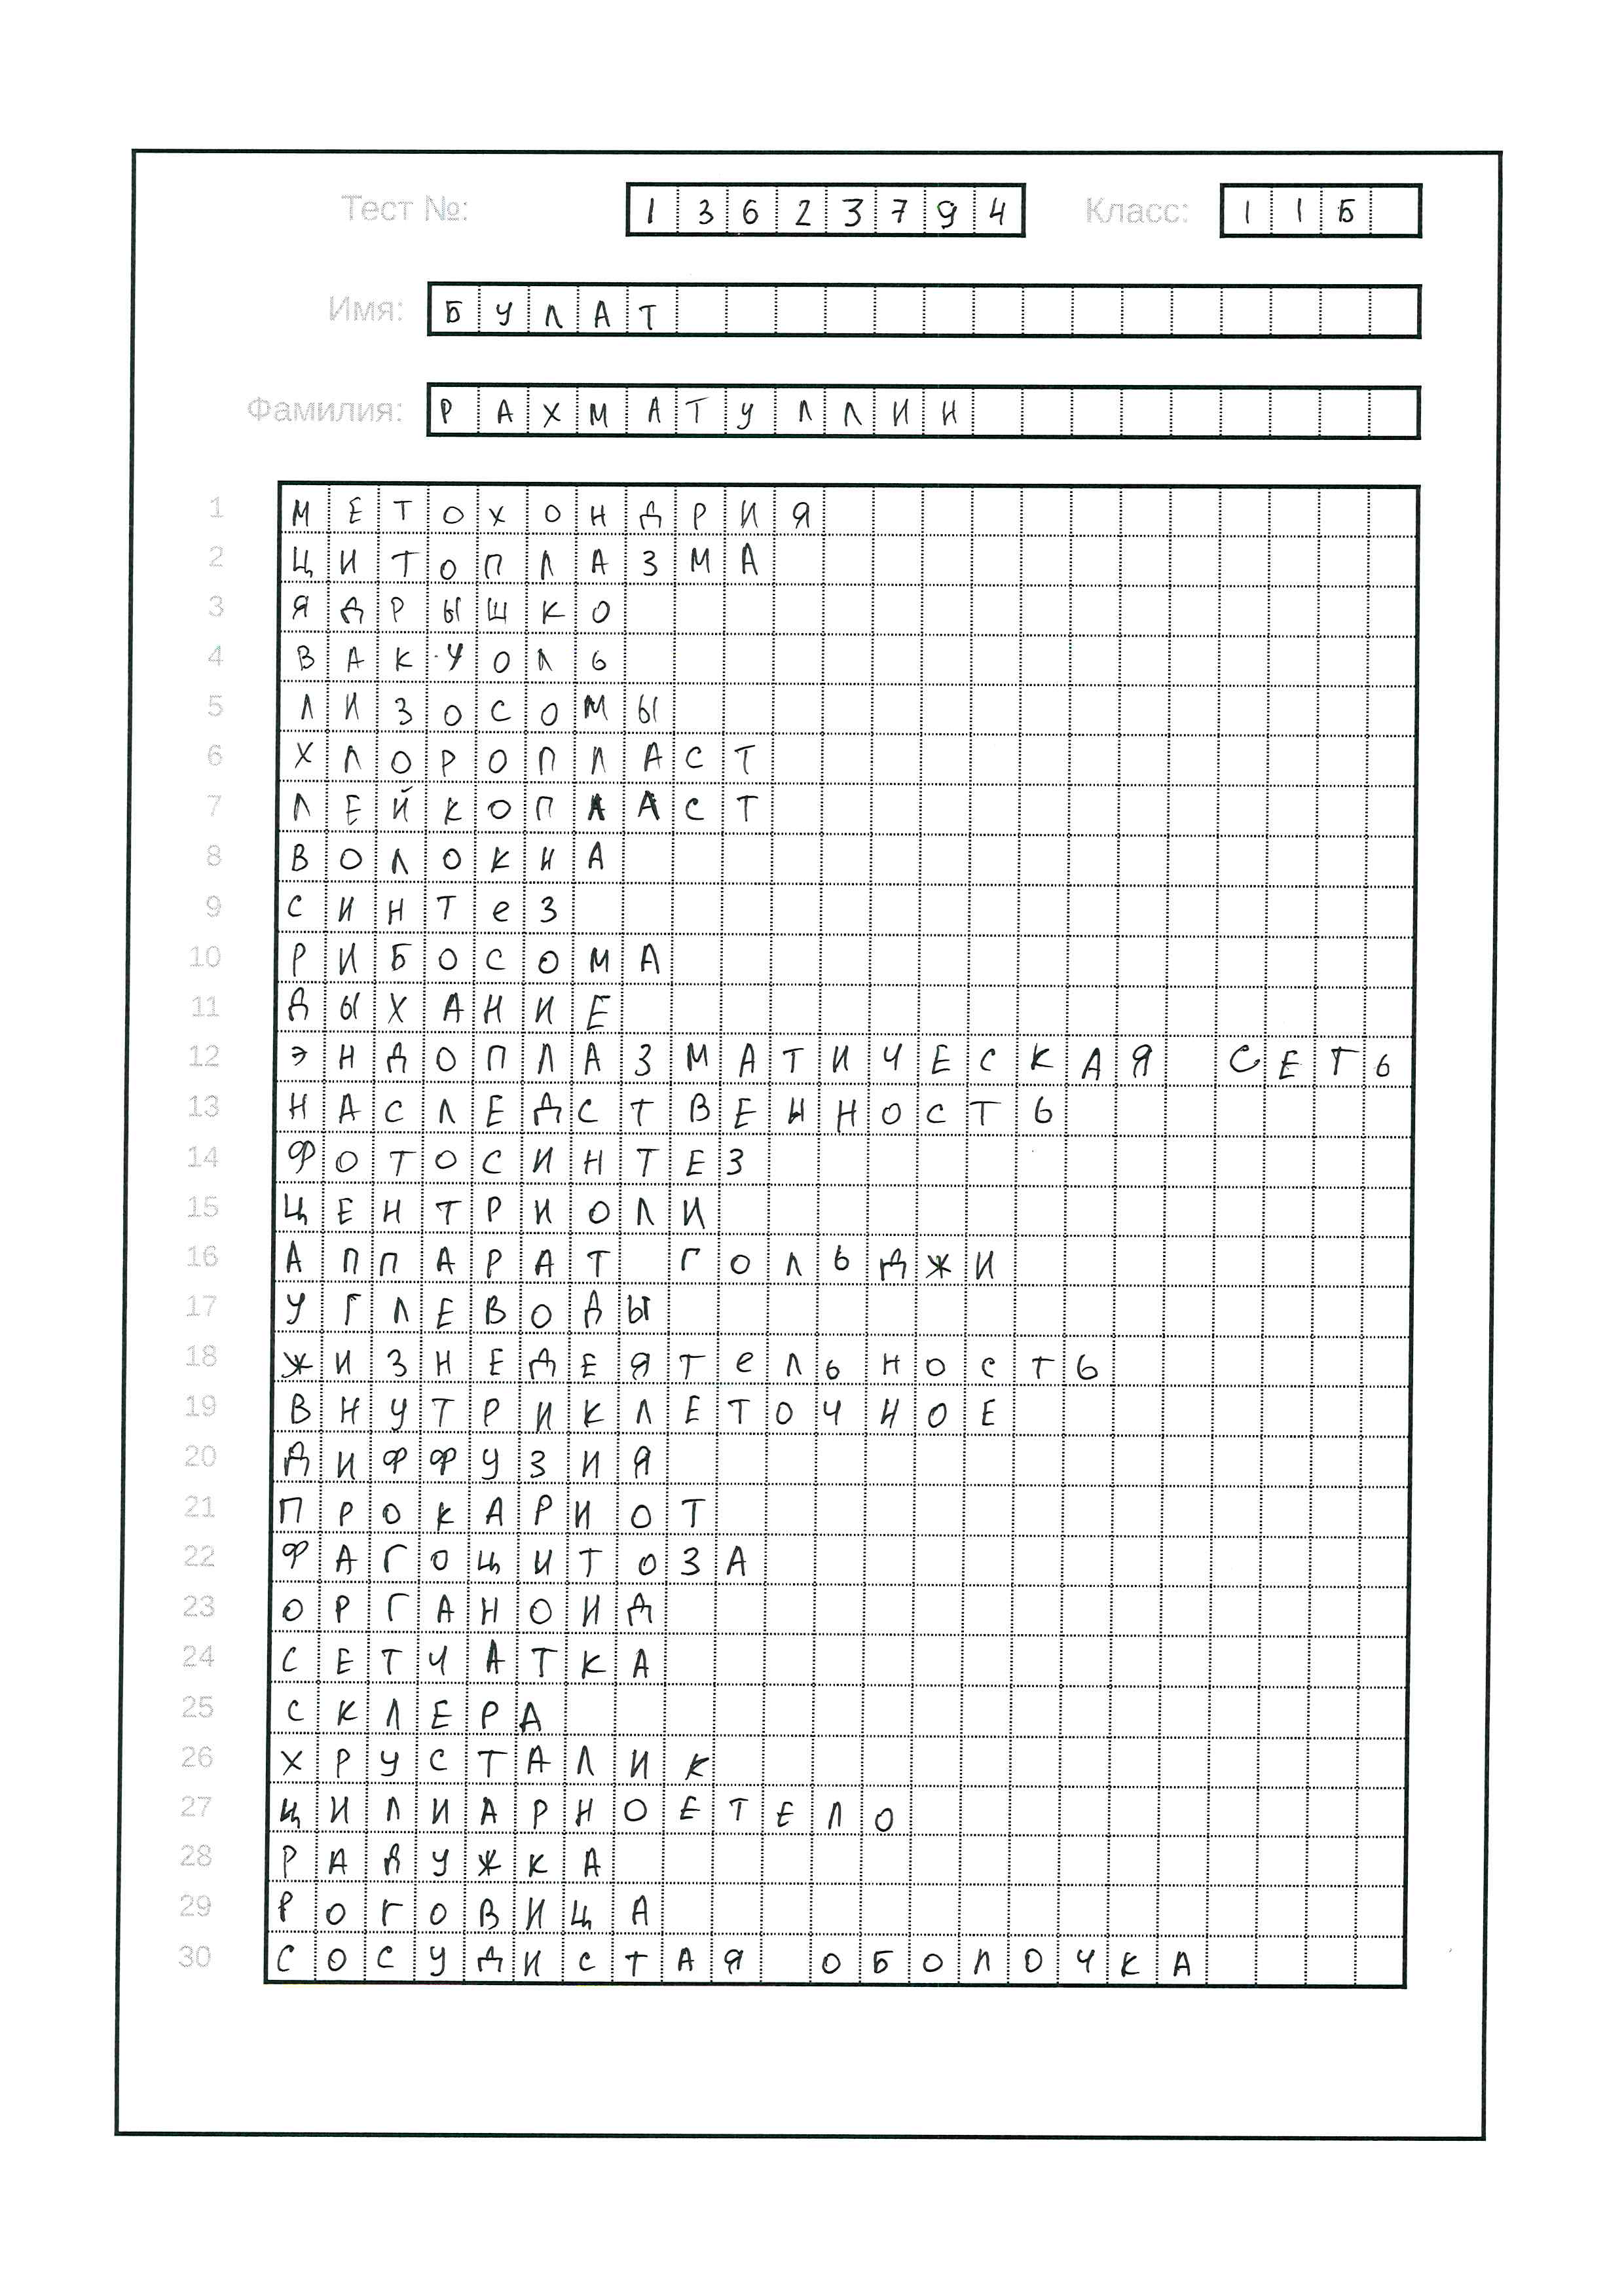 Тест №: 13623794 Класс: 11Б
Имя: БУЛАТ
Фамилия: РАХМАТУЛЛИН
1 МЕТОХОНДРИЯ
2 ЦИТОПЛАЗМА
3 ЯДРЫШКО
4 ВАКУОЛЬ
5 ЛИЗОСОМЫ
6 ХЛОРОПЛАСТ
7 ЛЕЙКОПЛАСТ
8 ВОЛОКНА
9 СИНТеЗ
10 РИБОСОМА
11 ДЫХАНИЕ
12 ЭНДОПЛАЗМАТИЧЕСКАЯ СЕТЬ
13 НАСЛЕДСТВЕННОСТЬ
14 ФОТОСИНТЕЗ
15 ЦЕНТРИОЛИ
16 АППАРАТ ГОЛЬДЖИ
17 УГЛЕВОДЫ
18 ЖИЗНЕДЕЯТеЛЬНОСТЬ
19 ВНУТРИКЛЕТОЧНОЕ
20 ДИФФУЗИЯ
21 ПРОКАРИОТ
22 ФАГОЦИТОЗА
23 ОРГАНОИД
24 СЕТЧАТКА
25 СКЛЕРА
26 ХРУСТАЛИК
27 ЦИЛИАРНОЕТЕЛО
28 РАДУЖКА
29 РОГОВИЦА
30 СОСУДИСТАЯ ОБОЛОЧКА